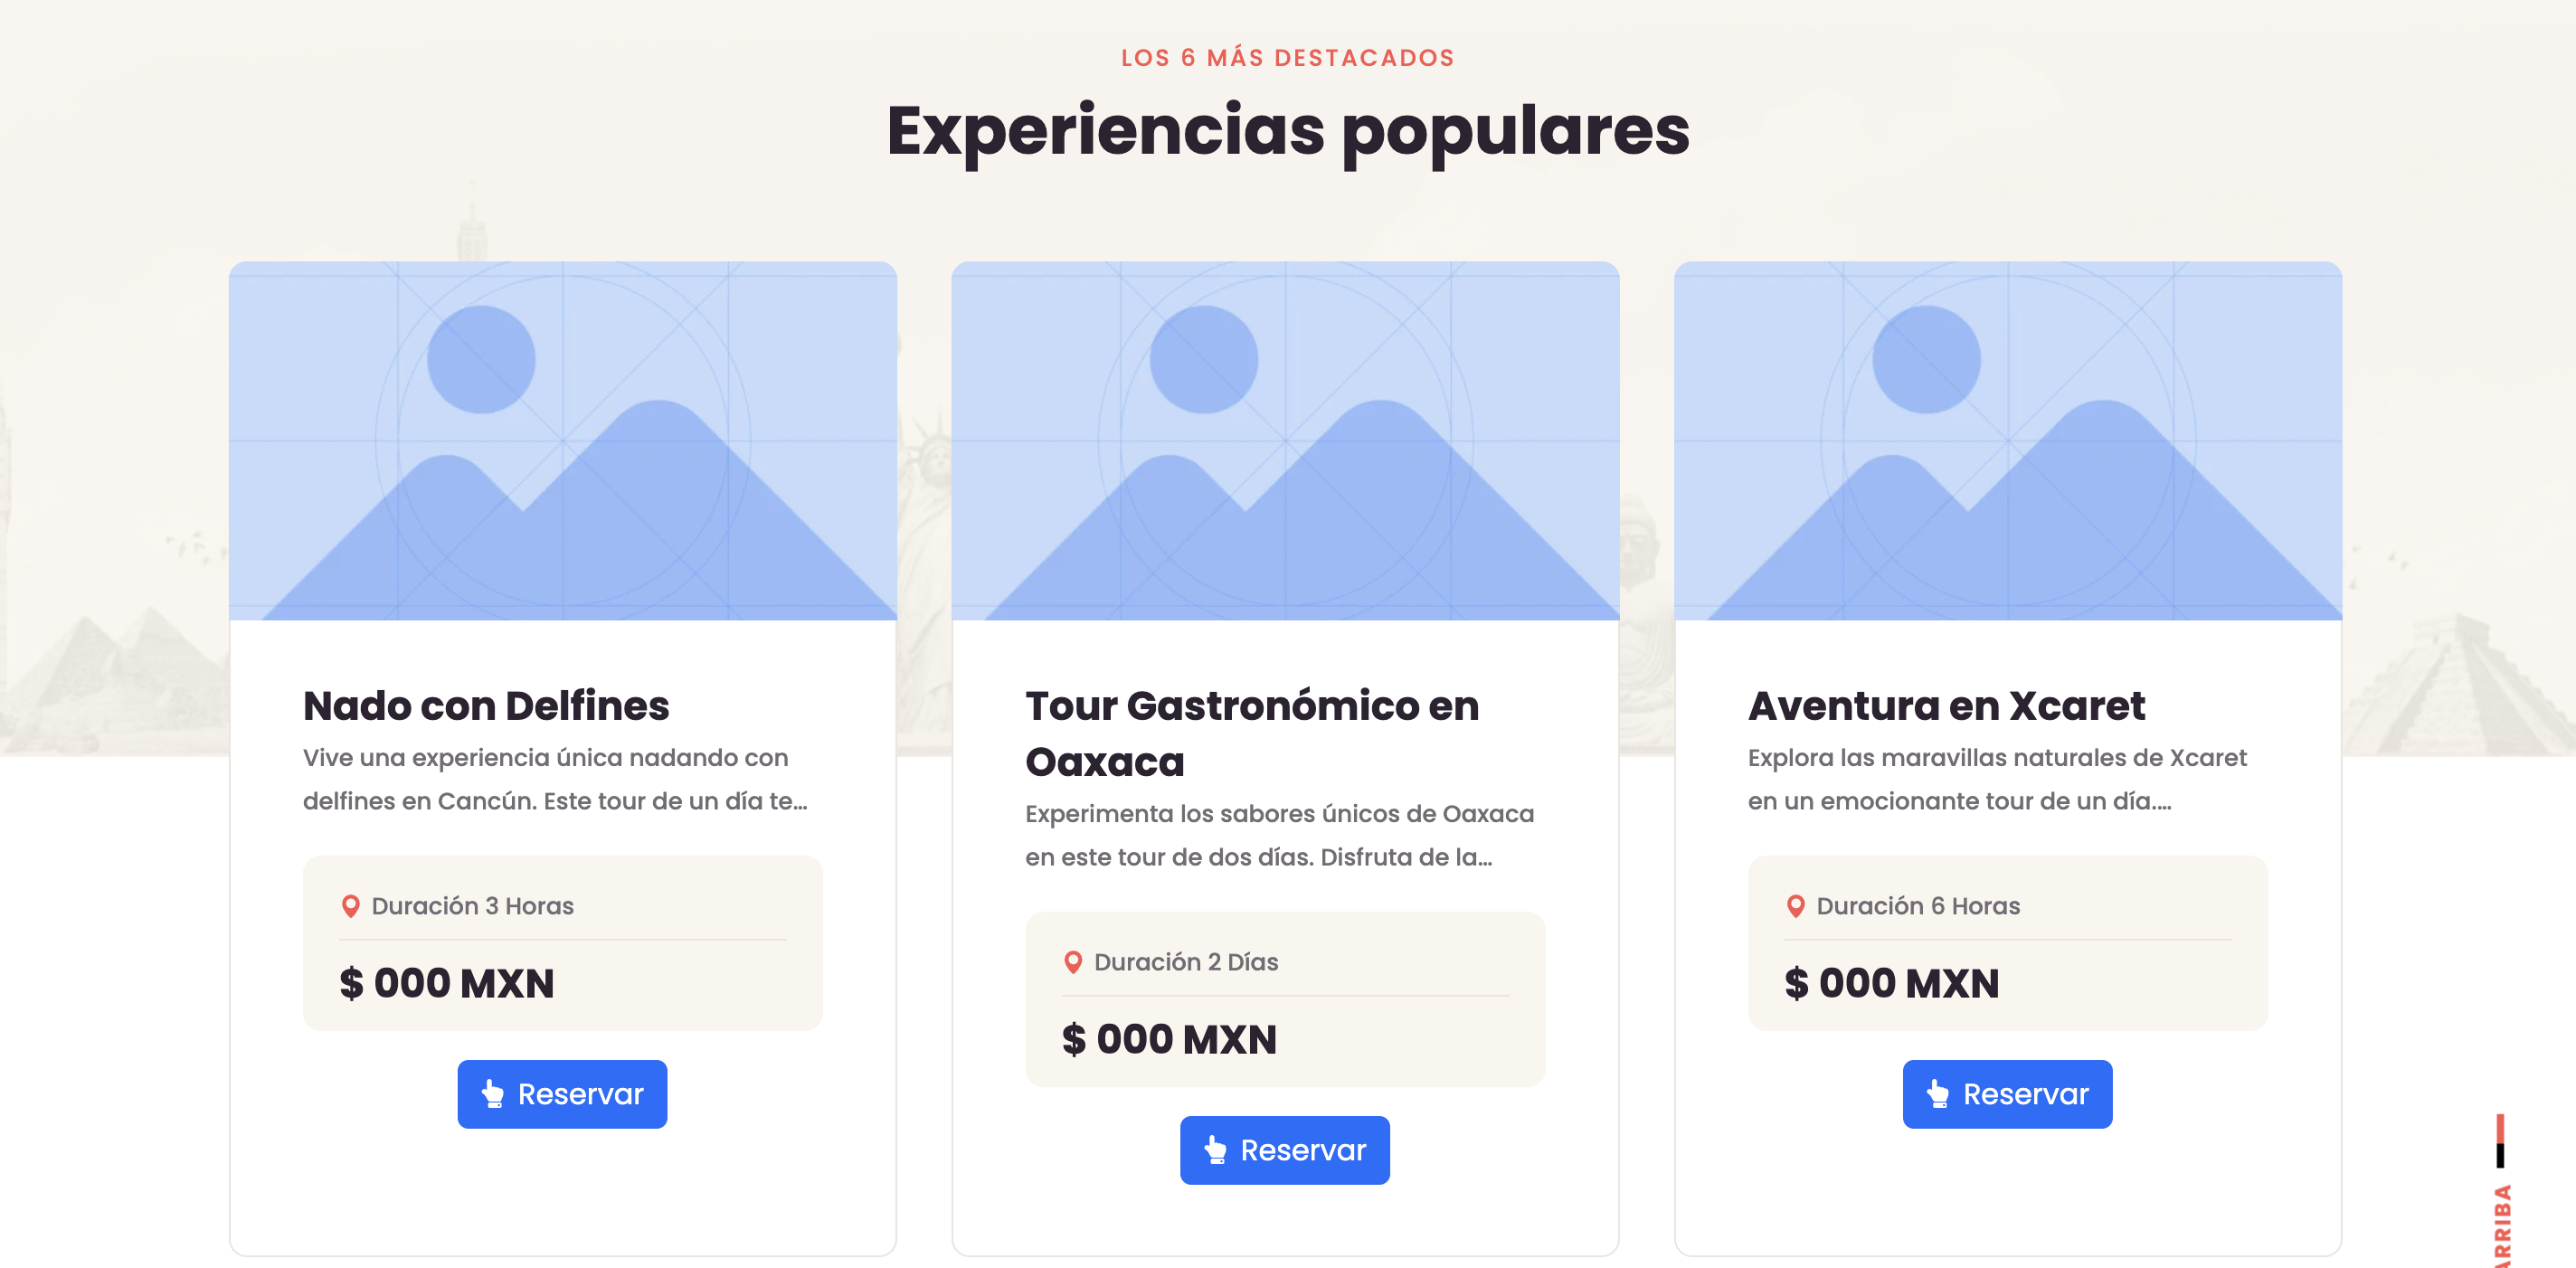 LOS 6 MÁS DESTACADOS
Experiencias populares
Nado con Delfines
Vive una experiencia única nadando con
delfines en Cancún. Este tour de un día te...
Duración 3 Horas
$ 000 MXN
Reservar
Tour Gastronómico en
Oaxaca
Experimenta los sabores únicos de Oaxaca
en este tour de dos días. Disfruta de la...
Duración 2 Días
$ 000 MXN
Reservar
Aventura en Xcaret
Explora las maravillas naturales de Xcaret
en un emocionante tour de un día....
Duración 6 Horas
$ 000 MXN
Reservar
ARRIBA